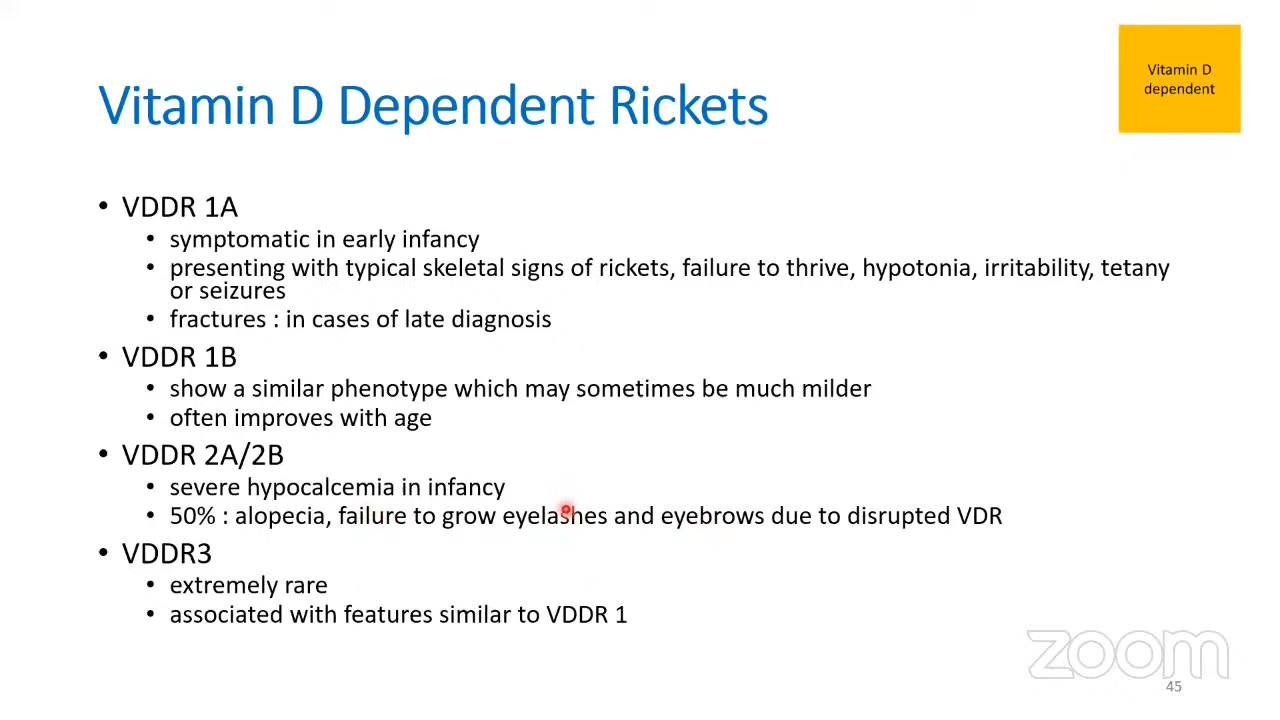 Vitamin D
dependent
Vitamin D Dependent Rickets
• VDDR 1A
• symptomatic in early infancy
• presenting with typical skeletal signs of rickets, failure to thrive, hypotonia, irritability, tetany
or seizures
• fractures : in cases of late diagnosis
• VDDR 1B
• show a similar phenotype which may sometimes be much milder
• often improves with age
• VDDR 2A/2B
• severe hypocalcemia in infancy
• 50% : alopecia, failure to grow eyelashes and eyebrows due to disrupted VDR
• VDDR3
• extremely rare
• associated with features similar to VDDR 1
zoom
45